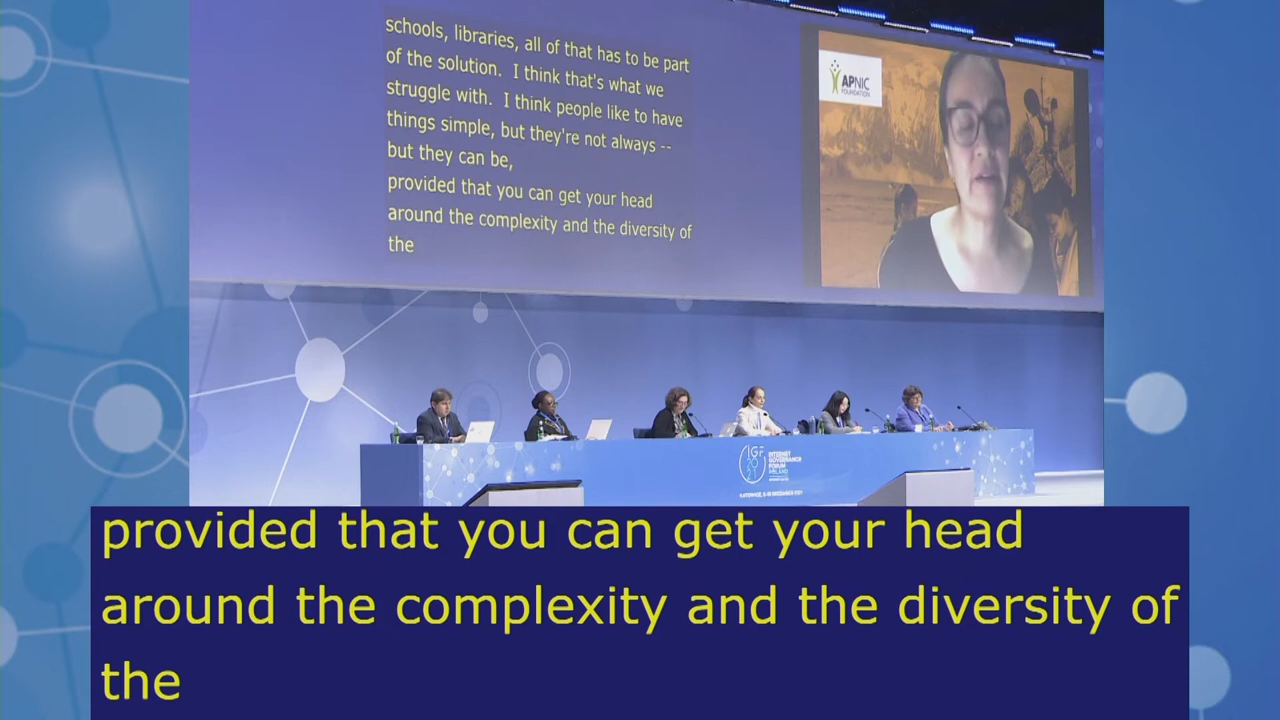 schools, libraries, all of that has to be part
of the solution.  I think that's what we
struggle with.  I think people like to have
things simple, but they're not always --
but they can be,
provided that you can get your head
around the complexity and the diversity of
the
APNIC
FOUNDATION
IGF
2021
INTERNET
GOVERNANCE
FORUM
POLAND
provided that you can get your head
around the complexity and the diversity of
the